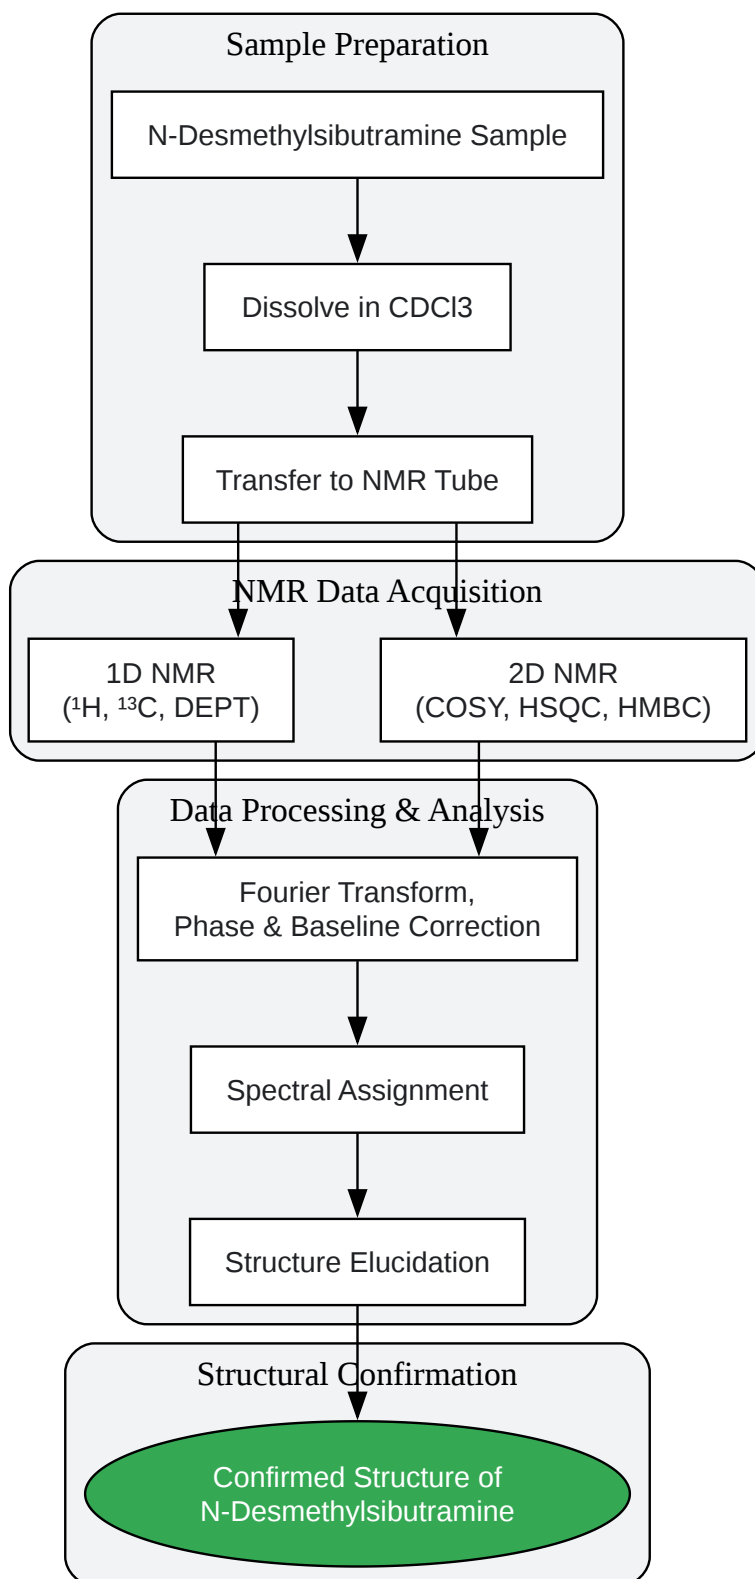 Sample Preparation
N-Desmethylsibutramine Sample
Dissolve in CDCl3
Transfer to NMR Tube
NMR Data Acquisition
1D NMR
(¹H, ¹³C, DEPT)
2D NMR
(COSY, HSQC, HMBC)
Data Processing & Analysis
Fourier Transform,
Phase & Baseline Correction
Spectral Assignment
Structure Elucidation
Structural Confirmation
Confirmed Structure of
N-Desmethylsibutramine